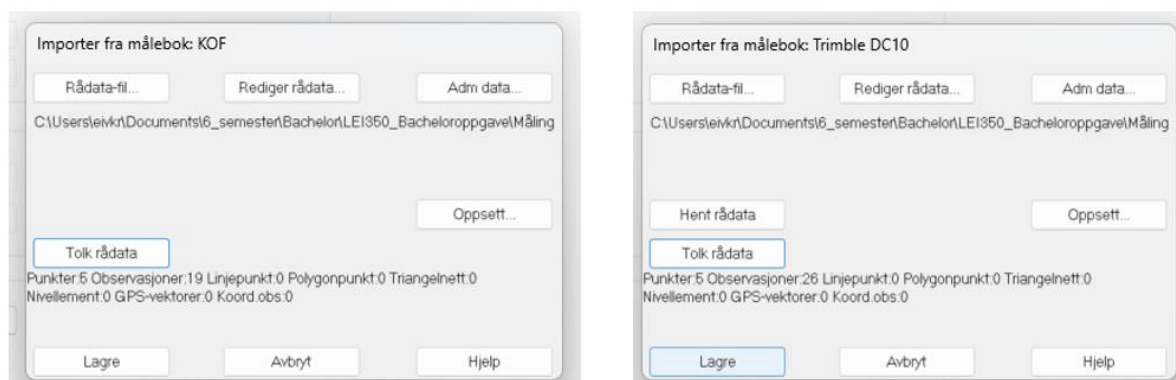 Importer fra målebok: KOF
Rådata-fil... Rediger rådata... Adm data...
C:\Users\eivkr\Documents\6_semester\Bachelor\LEI350_Bacheloroppgave\Måling
Oppsett...
Tolk rådata
Punkter:5 Observasjoner:19 Linjepunkt:0 Polygonpunkt:0 Triangelnett:0
Nivellement:0 GPS-vektorer:0 Koord.obs:0
Lagre Avbryt Hjelp
Importer fra målebok: Trimble DC10
Rådata-fil... Rediger rådata... Adm data...
C:\Users\eivkr\Documents\6_semester\Bachelor\LEI350_Bacheloroppgave\Måling
Hent rådata Oppsett...
Tolk rådata
Punkter:5 Observasjoner:26 Linjepunkt:0 Polygonpunkt:0 Triangelnett:0
Nivellement:0 GPS-vektorer:0 Koord.obs:0
Lagre Avbryt Hjelp